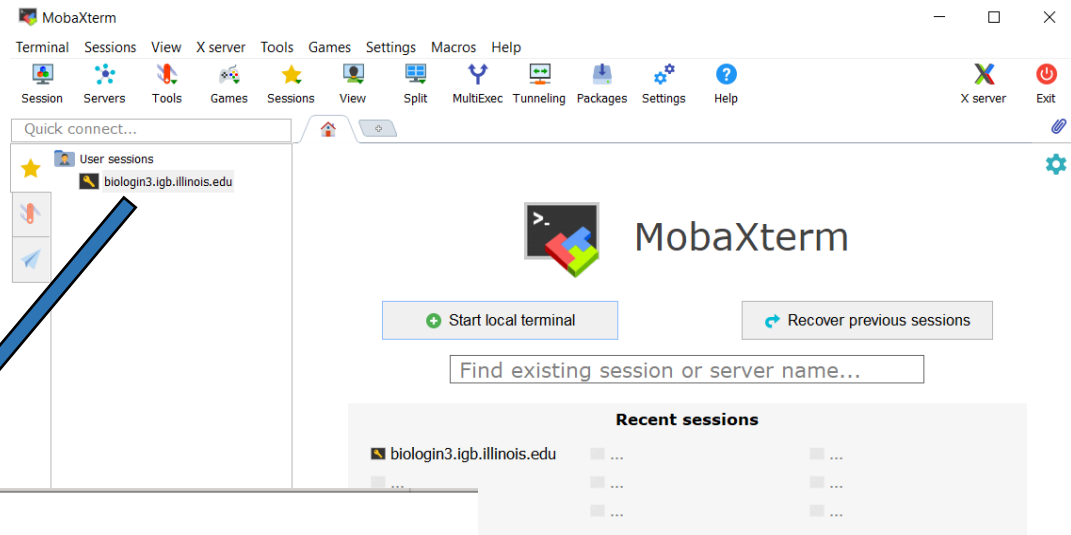 MobaXterm
Terminal Sessions View X server Tools Games Settings Macros Help
Session Servers Tools Games Sessions View Split MultiExec Tunneling Packages Settings Help X server Exit
Quick connect...
User sessions
biologin3.igb.illinois.edu
>_
MobaXterm
Start local terminal Recover previous sessions
Find existing session or server name...
Recent sessions
biologin3.igb.illinois.edu ... ...
... ... ...
... ...